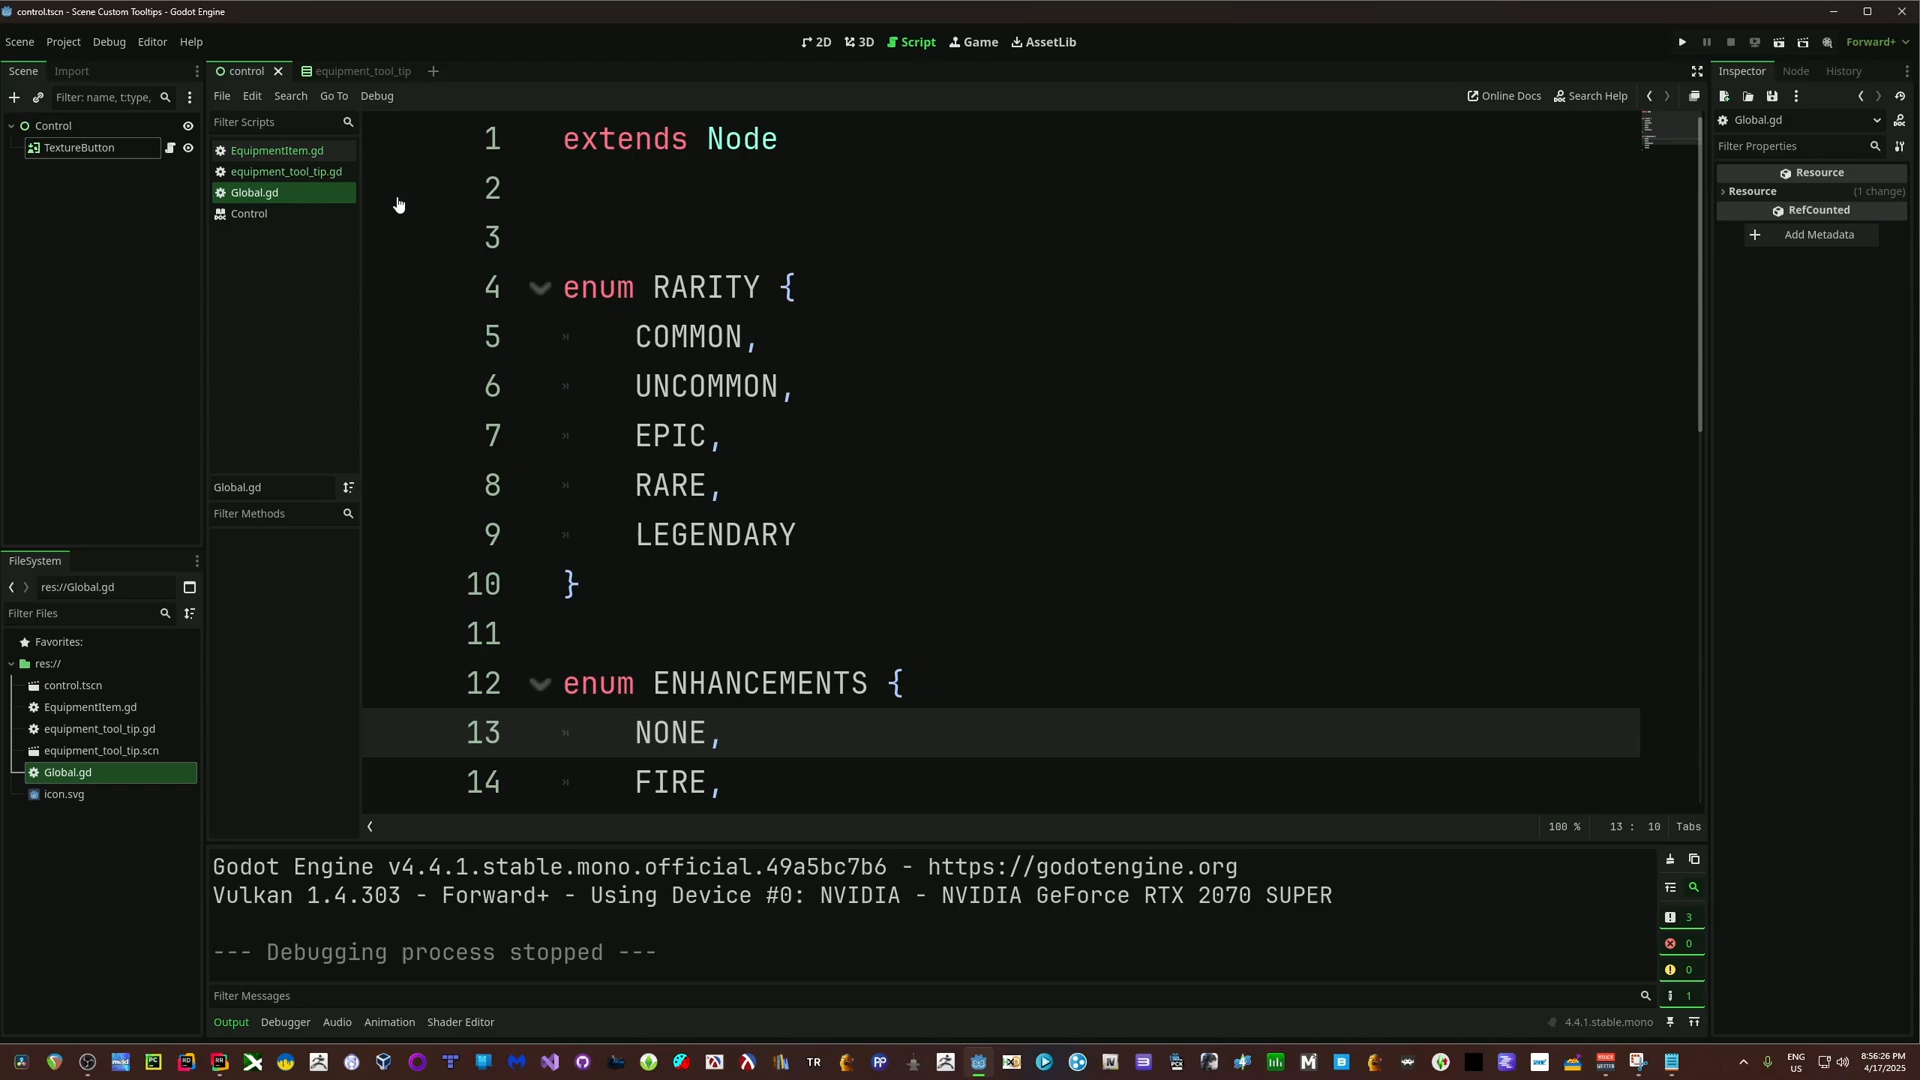 control.tscn - Scene Custom Tooltips - Godot Engine
Scene Project Debug Editor Help
2D 3D Script Game AssetLib
Forward+
Scene Import
control equipment_tool_tip
Inspector Node History
Filter: name, t:type,
File Edit Search Go To Debug
Online Docs Search Help
Control
TextureButton
Filter Scripts
EquipmentItem.gd
equipment_tool_tip.gd
Global.gd
Control
Global.gd
Filter Methods
1 extends Node
2
3
4 enum RARITY {
5 COMMON,
6 UNCOMMON,
7 EPIC,
8 RARE,
9 LEGENDARY
10 }
11
12 enum ENHANCEMENTS {
13 NONE,
14 FIRE,
100 % 13 : 10 Tabs
Global.gd
Filter Properties
Resource
Resource (1 change)
RefCounted
Add Metadata
FileSystem
res://Global.gd
Filter Files
Favorites:
res://
control.tscn
EquipmentItem.gd
equipment_tool_tip.gd
equipment_tool_tip.scn
Global.gd
icon.svg
Godot Engine v4.4.1.stable.mono.official.49a5bc7b6 - https://godotengine.org
Vulkan 1.4.303 - Forward+ - Using Device #0: NVIDIA - NVIDIA GeForce RTX 2070 SUPER
--- Debugging process stopped ---
3
0
0
1
Filter Messages
Output Debugger Audio Animation Shader Editor
4.4.1.stable.mono
ENG
US
8:56:26 PM
4/17/2025